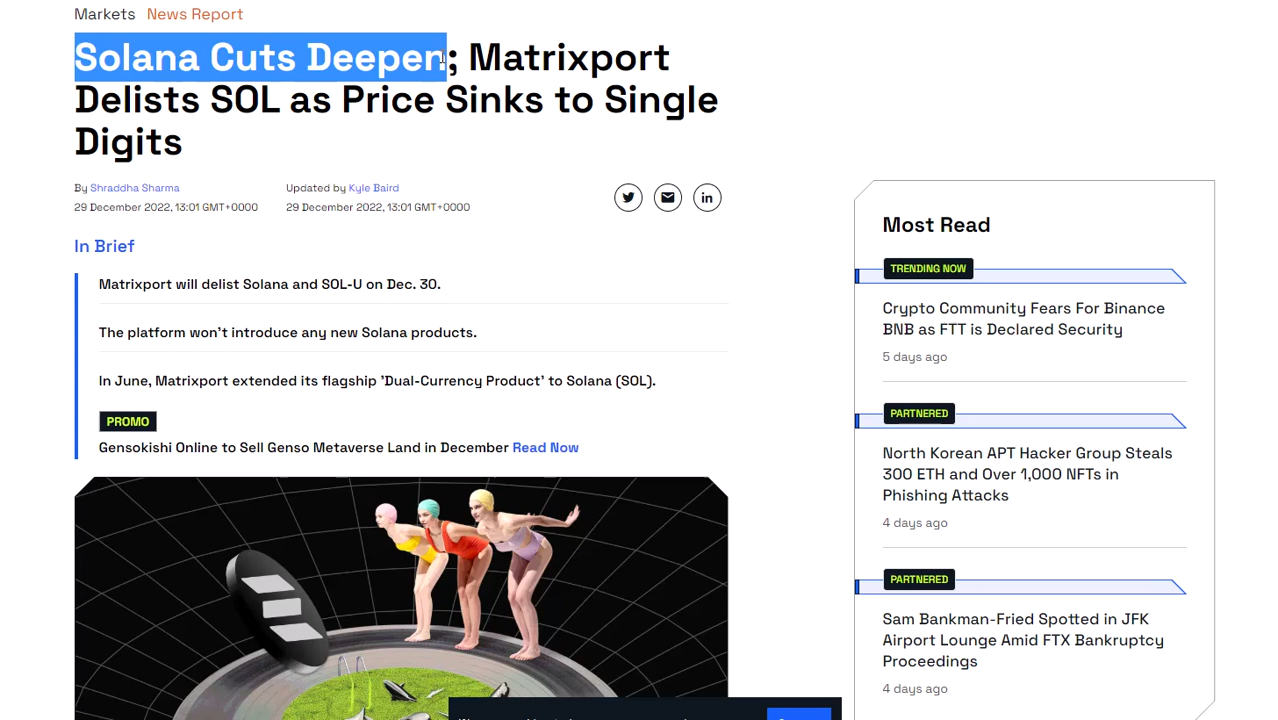 Markets News Report
Solana Cuts Deepen; Matrixport
Delists SOL as Price Sinks to Single
Digits
By Shraddha Sharma
29 December 2022, 13:01 GMT+0000
Updated by Kyle Baird
29 December 2022, 13:01 GMT+0000
in
In Brief
Matrixport will delist Solana and SOL-U on Dec. 30.
The platform won't introduce any new Solana products.
In June, Matrixport extended its flagship 'Dual-Currency Product' to Solana (SOL).
PROMO
Gensokishi Online to Sell Genso Metaverse Land in December Read Now
Most Read
TRENDING NOW
Crypto Community Fears For Binance
BNB as FTT is Declared Security
5 days ago
PARTNERED
North Korean APT Hacker Group Steals
300 ETH and Over 1,000 NFTs in
Phishing Attacks
4 days ago
PARTNERED
Sam Bankman-Fried Spotted in JFK
Airport Lounge Amid FTX Bankruptcy
Proceedings
4 days ago